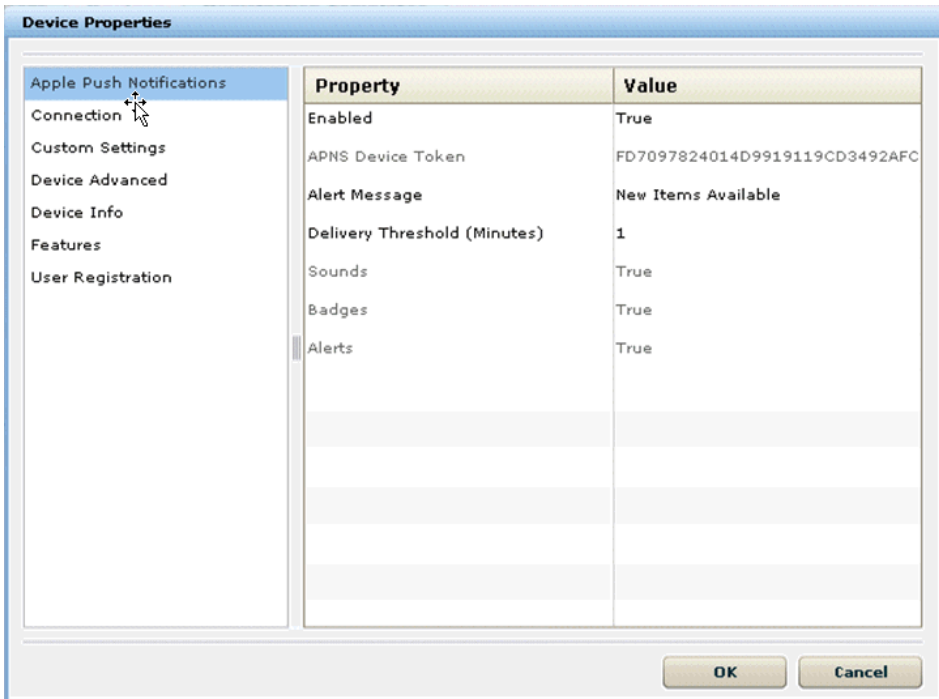 Device Properties
Apple Push Notifications
Connection
Custom Settings
Device Advanced
Device Info
Features
User Registration
Property Value
Enabled True
APNS Device Token FD7097824014D9919119CD3492AFC
Alert Message New Items Available
Delivery Threshold (Minutes) 1
Sounds True
Badges True
Alerts True
OK Cancel